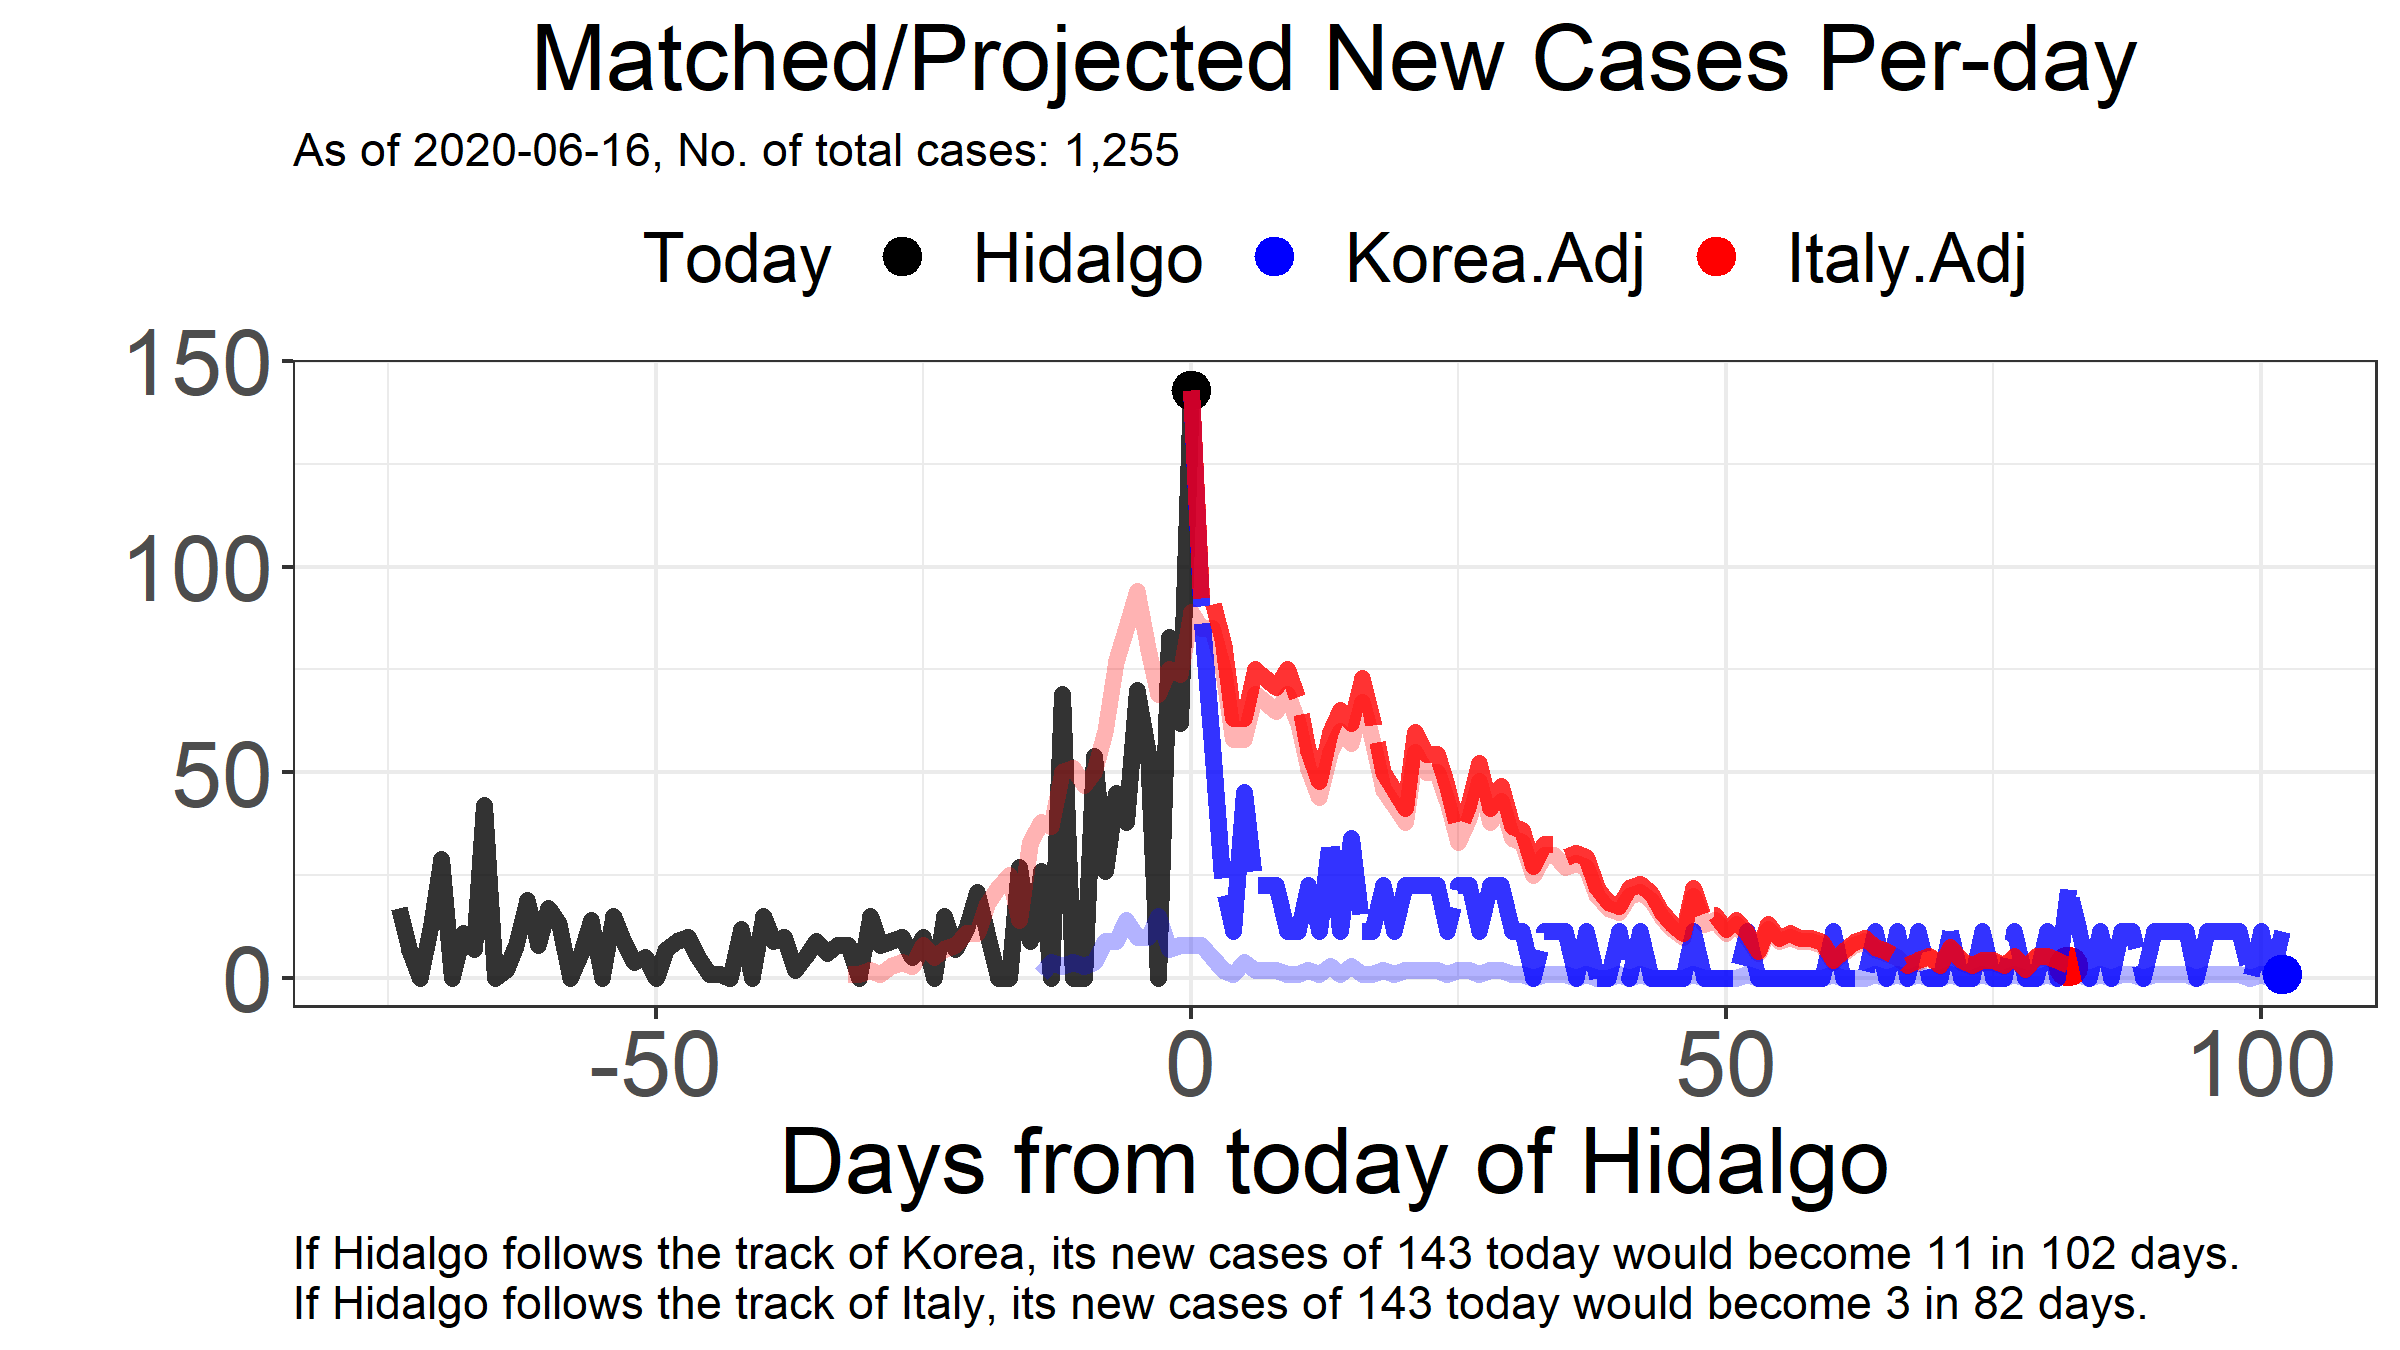 Matched/Projected New Cases Per-day
As of 2020-06-16, No. of total cases: 1,255
Today Hidalgo Korea.Adj Italy.Adj
150
100
50
0
-50 0 50 100
Days from today of Hidalgo
If Hidalgo follows the track of Korea, its new cases of 143 today would become 11 in 102 days.
If Hidalgo follows the track of Italy, its new cases of 143 today would become 3 in 82 days.